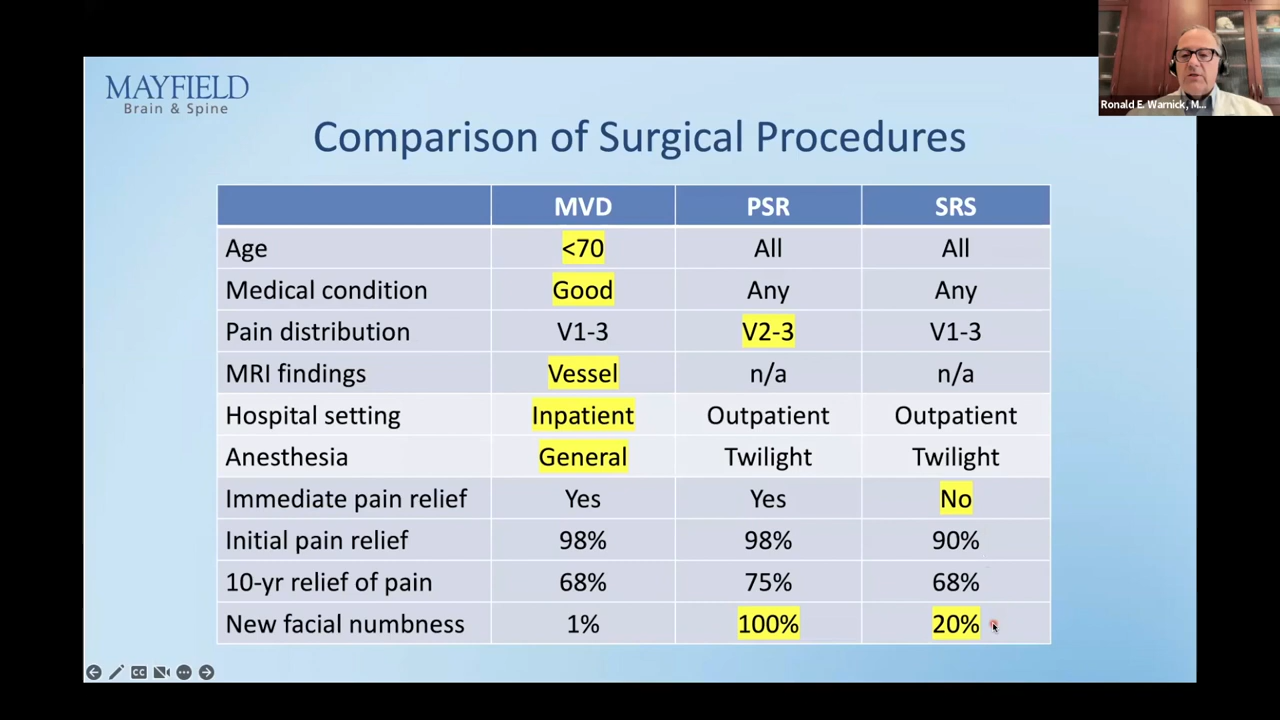 MAYFIELD
Brain & Spine
Ronald E. Warnick, M...
Comparison of Surgical Procedures
MVD PSR SRS
Age <70 All All
Medical condition Good Any Any
Pain distribution V1-3 V2-3 V1-3
MRI findings Vessel n/a n/a
Hospital setting Inpatient Outpatient Outpatient
Anesthesia General Twilight Twilight
Immediate pain relief Yes Yes No
Initial pain relief 98% 98% 90%
10-yr relief of pain 68% 75% 68%
New facial numbness 1% 100% 20%
CC